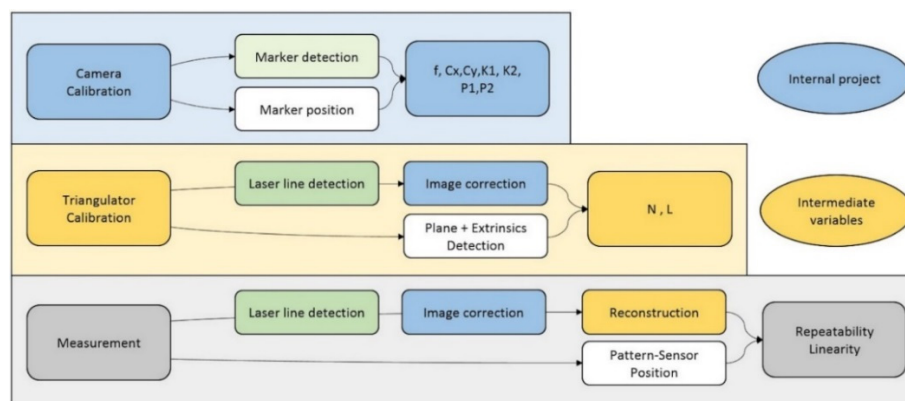 Camera
Calibration
Marker detection
Marker position
f, Cx,Cy,K1, K2,
P1,P2
Internal project
Triangulator
Calibration
Laser line detection
Image correction
Plane + Extrinsics
Detection
N , L
Intermediate
variables
Measurement
Laser line detection
Image correction
Reconstruction
Pattern-Sensor
Position
Repeatability
Linearity